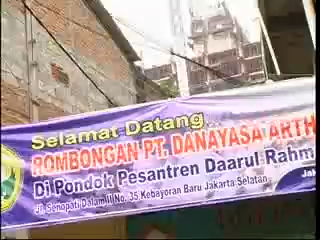 Selamat Datang
ROMBONGAN PT. DANAYASA ARTH
Di Pondok Pesantren Daarul Rahm
Jl. Senopati Dalam II No. 35 Kebayoran Baru Jakarta Selatan
Jak